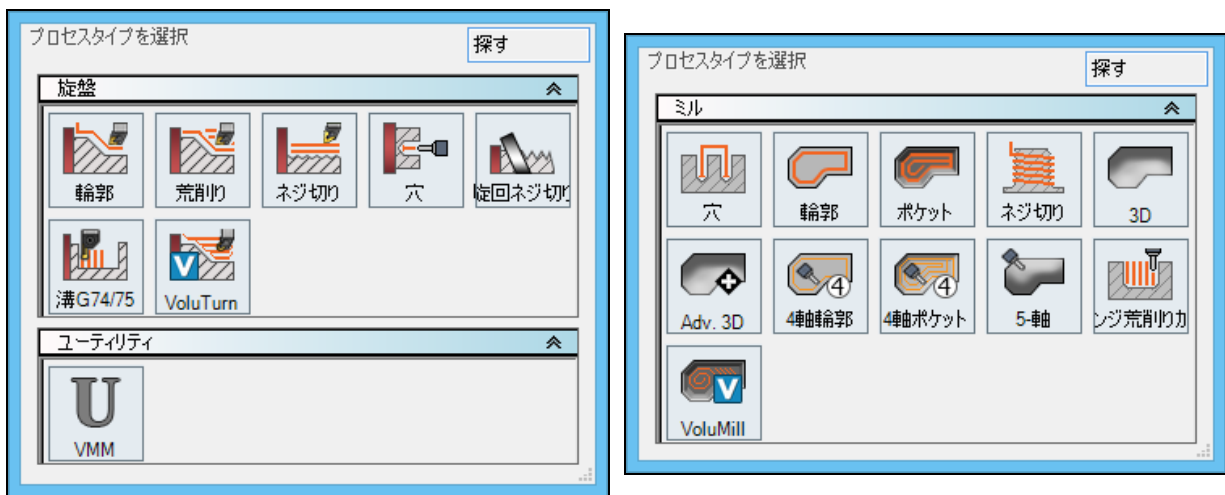 プロセスタイプを選択
探す
旋盤
輪郭
荒削り
ネジ切り
穴
旋回ネジ切り
溝G74/75
V
VoluTurn
ユーティリティ
U
VMM
プロセスタイプを選択
探す
ミル
穴
輪郭
ポケット
ネジ切り
3D
Adv. 3D
4
4軸輪郭
4
4軸ポケット
5-軸
ンジ荒削りカ
V
VoluMill